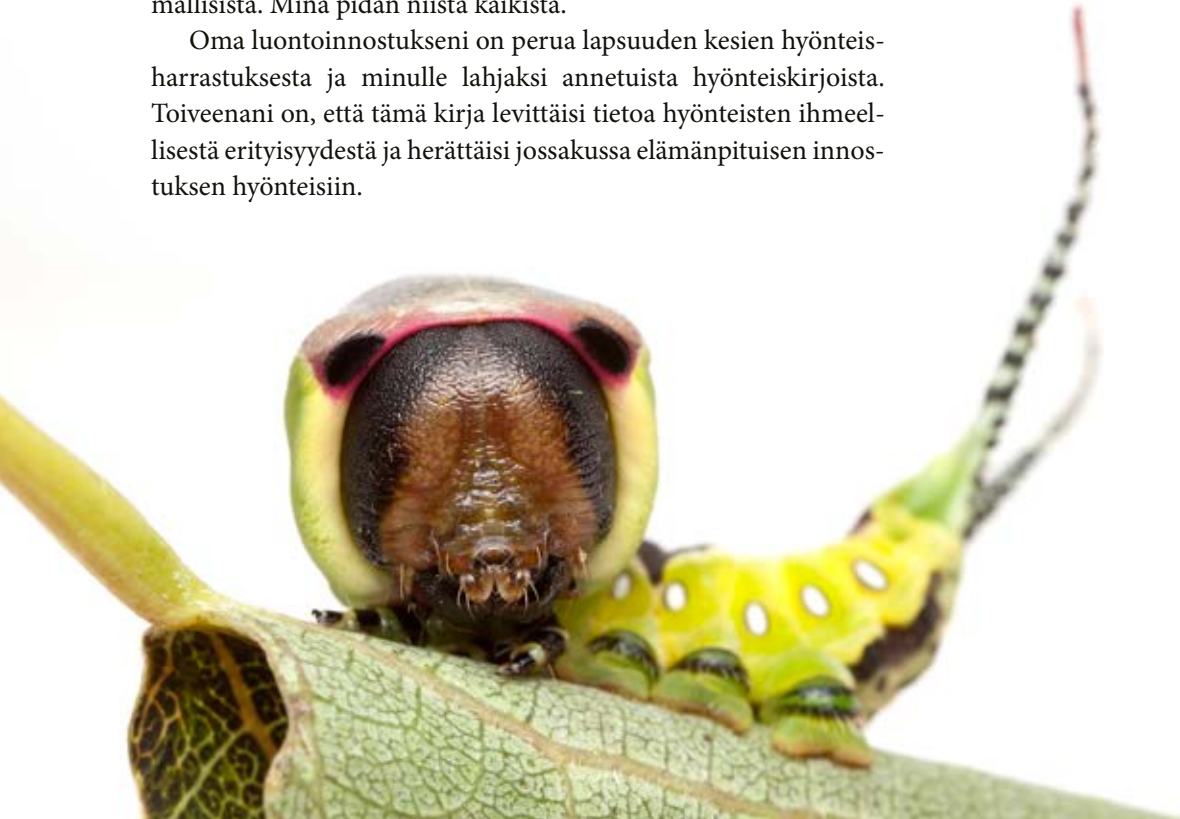 mallisista. Minä pidän niistä kaikista.
Oma luontoinnostukseni on perua lapsuuden kesien hyönteis-
harrastuksesta ja minulle lahjaksi annetuista hyönteiskirjoista.
Toiveenani on, että tämä kirja levittäisi tietoa hyönteisten ihmeel-
lisestä erityisyydestä ja herättäisi jossakussa elämänpituisen innos-
tuksen hyönteisiin.